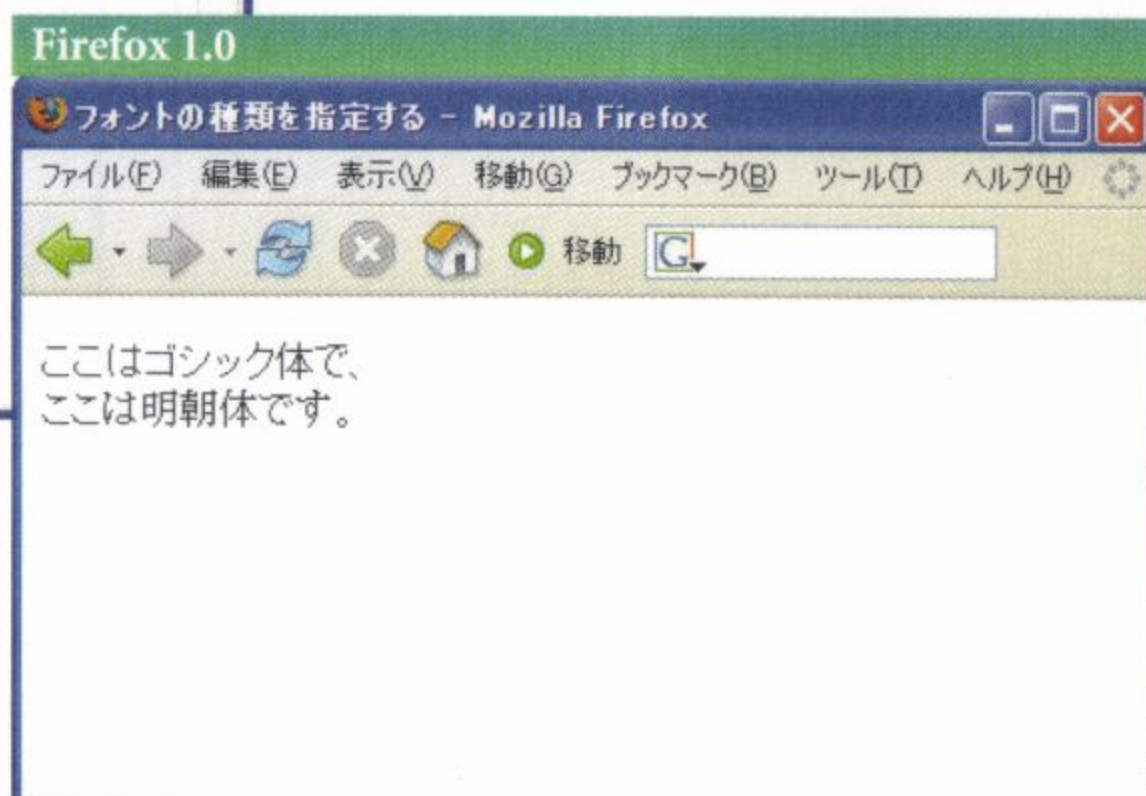 Firefox 1.0
フォントの種類を指定する - Mozilla Firefox
ファイル(F) 編集(E) 表示(V) 移動(G) ブックマーク(B) ツール(T) ヘルプ(H)
移動 G
ここはゴシック体で、
ここは明朝体です。